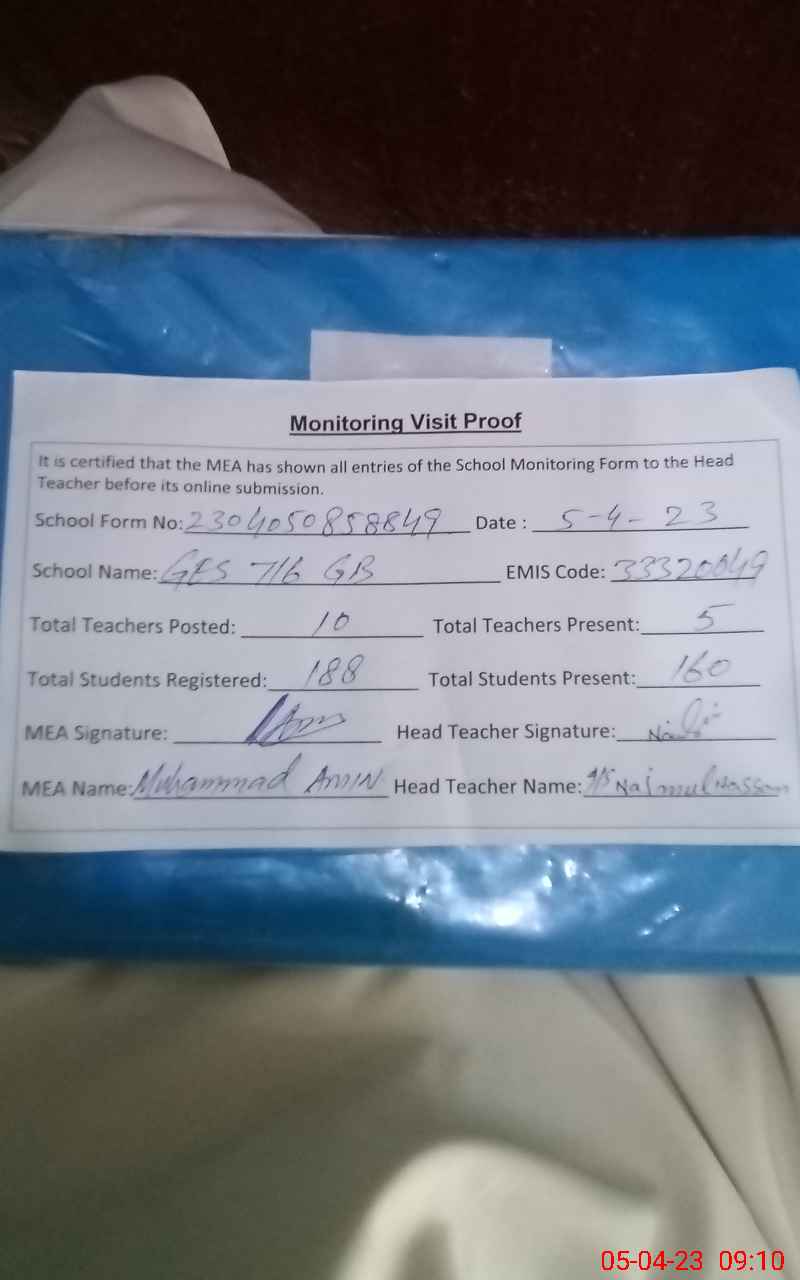 Monitoring Visit Proof
It is certified that the MEA has shown all entries of the School Monitoring Form to the Head
Teacher before its online submission.
School Form No: 2304050858849 Date : 5-4-23
School Name: GES 716 GB EMIS Code: 33320049
Total Teachers Posted: 10 Total Teachers Present: 5
Total Students Registered: 188 Total Students Present: 160
MEA Signature: Head Teacher Signature:
MEA Name: Muhammad Amin Head Teacher Name: Najmul Hassan
05-04-23 09:10